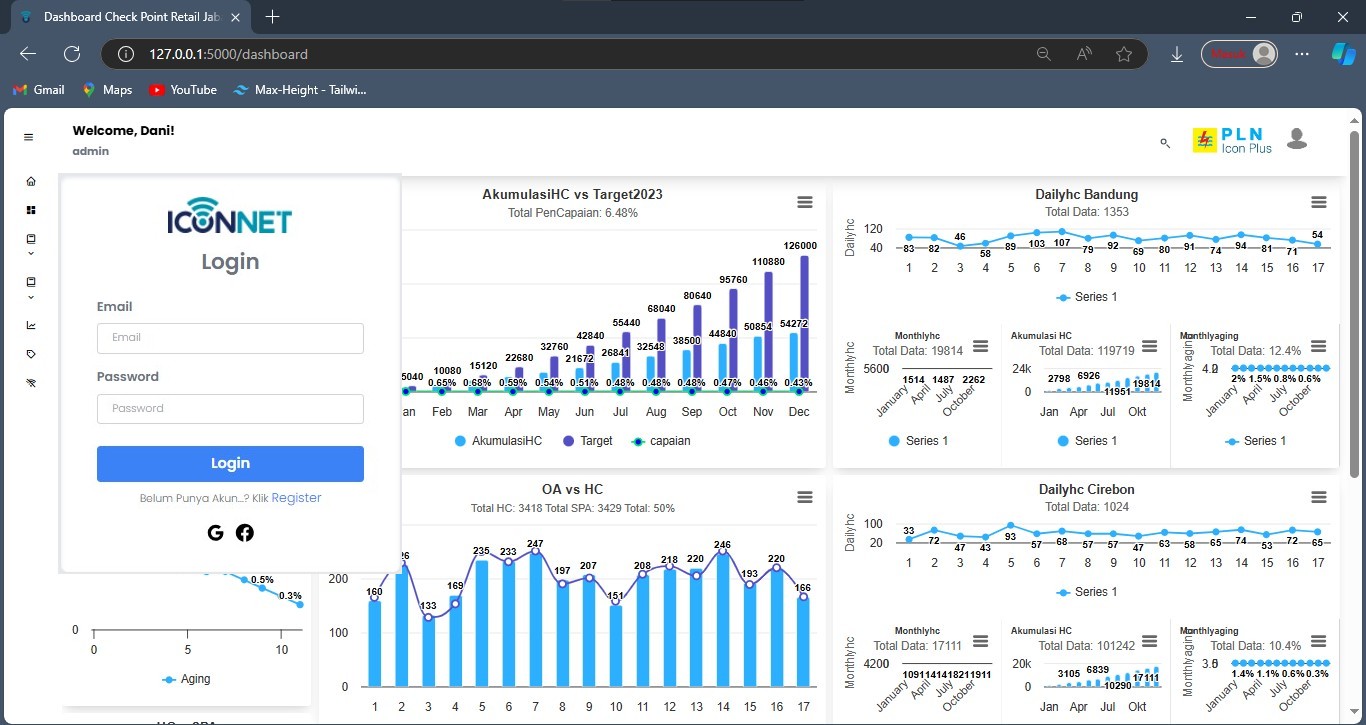 Dashboard Check Point Retail Jab
127.0.0.1:5000/dashboard
Gmail
Maps
YouTube
Max-Height - Tailwi...
Welcome, Dani!
admin
PLN
Icon Plus
ICONNET
Login
Email
Email
Password
Password
Login
Belum Punya Akun...? Klik Register
0.5%
0.3%
0
0 5 10
Aging
AkumulasiHC vs Target2023
Total PenCapaian: 6.48%
5040 10080 15120 22680 32760 42840 55440 68040 80640 95760 110880 126000
21672 26841 32548 38500 44840 50854 54272
0.65% 0.68% 0.59% 0.54% 0.51% 0.48% 0.48% 0.48% 0.47% 0.46% 0.43%
an Feb Mar Apr May Jun Jul Aug Sep Oct Nov Dec
AkumulasiHC Target capaian
OA vs HC
Total HC: 3418 Total SPA: 3429 Total: 50%
160 26 133 169 235 233 247 197 207 151 208 218 220 246 193 220 166
200
100
0
1 2 3 4 5 6 7 8 9 10 11 12 13 14 15 16 17
Dailyhc Bandung
Total Data: 1353
Dailyhc
120
40
83 82 46 58 89 103 107 79 92 69 80 91 74 94 81 71 54
1 2 3 4 5 6 7 8 9 10 11 12 13 14 15 16 17
Series 1
Monthlyhc
Total Data: 19814
Monthlyhc
5600
1514 1487 2262
January April July October
Series 1
Akumulasi HC
Total Data: 119719
24k
0
2798 6926 11951 19814
Jan Apr Jul Okt
Series 1
Monthlyaging
Total Data: 12.4%
Monthlyaging
2% 1.5% 0.8% 0.6%
January April July October
Series 1
Dailyhc Cirebon
Total Data: 1024
Dailyhc
100
20
33 72 47 43 93 57 68 57 57 47 63 58 65 74 53 72 65
1 2 3 4 5 6 7 8 9 10 11 12 13 14 15 16 17
Series 1
Monthlyhc
Total Data: 17111
Monthlyhc
4200
1091 1414 1821 1911
January April July October
Akumulasi HC
Total Data: 101242
20k
0
3105 6839 10290 17111
Jan Apr Jul Okt
Monthlyaging
Total Data: 10.4%
Monthlyaging
1.4% 1.1% 0.6% 0.3%
January April July October